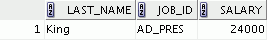 LAST_NAME JOB_ID SALARY
1 King AD_PRES 24000